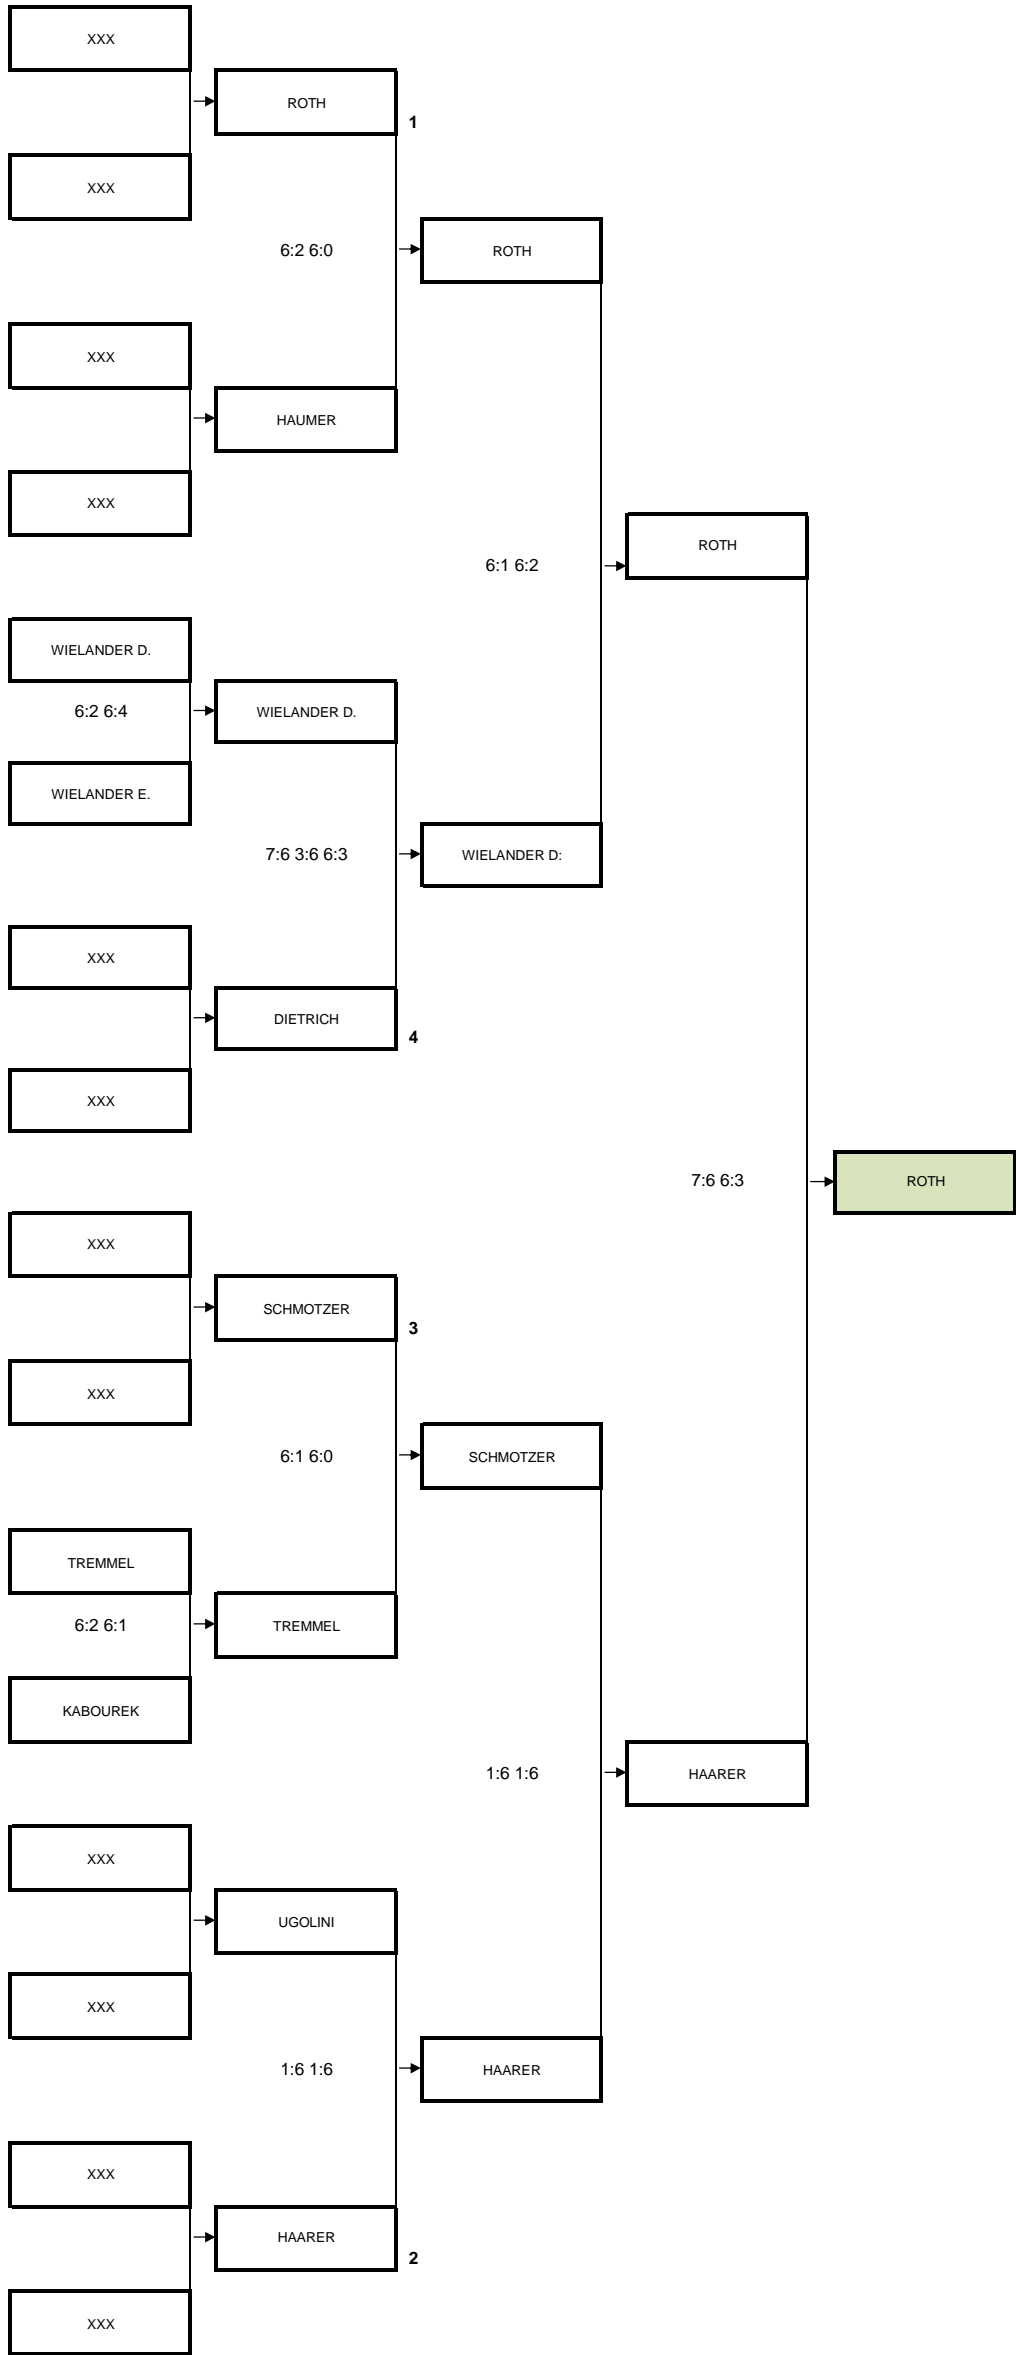 XXX
ROTH
1
XXX
6:2 6:0
ROTH
XXX
HAUMER
XXX
ROTH
6:1 6:2
WIELANDER D.
6:2 6:4
WIELANDER D.
WIELANDER E.
7:6 3:6 6:3
WIELANDER D:
XXX
DIETRICH
4
XXX
7:6 6:3
ROTH
XXX
SCHMOTZER
3
XXX
6:1 6:0
SCHMOTZER
TREMMEL
6:2 6:1
TREMMEL
KABOUREK
1:6 1:6
HAARER
XXX
UGOLINI
XXX
1:6 1:6
HAARER
XXX
HAARER
2
XXX